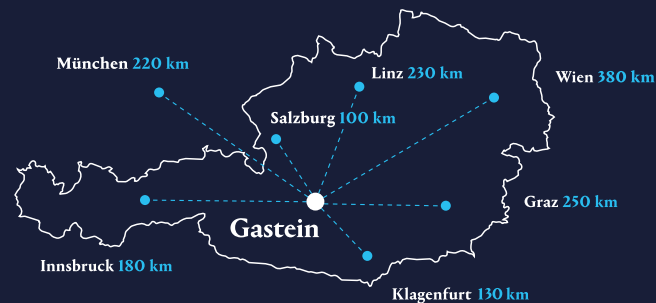 München 220 km
Linz 230 km
Wien 380 km
Salzburg 100 km
Graz 250 km
Gastein
Innsbruck 180 km
Klagenfurt 130 km